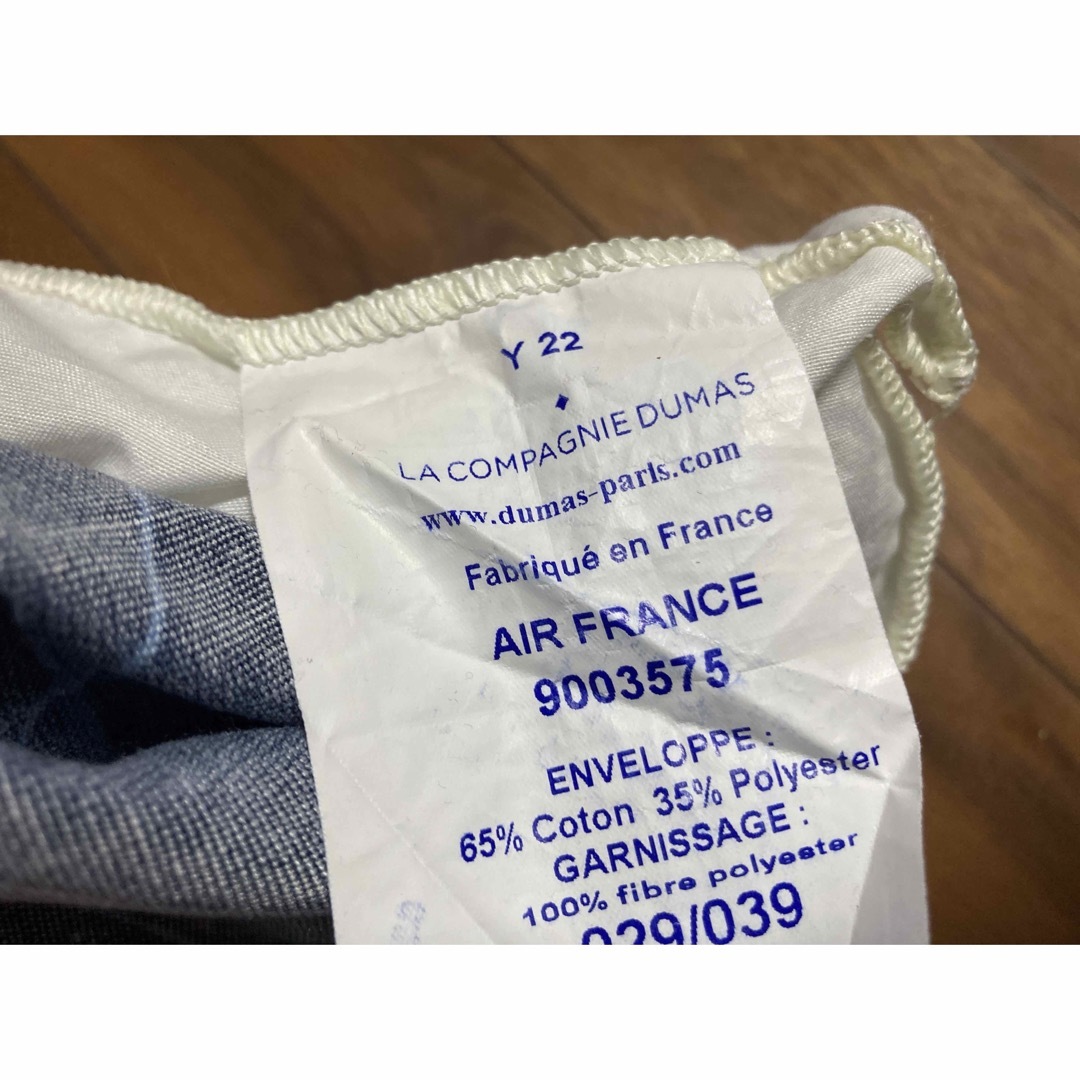 Y 22
LA COMPAGNIE DUMAS
www.dumas-paris.com
Fabriqué en France
AIR FRANCE
9003575
ENVELOPPE :
65% Coton 35% Polyester
GARNISSAGE :
100% fibre polyester
029/039